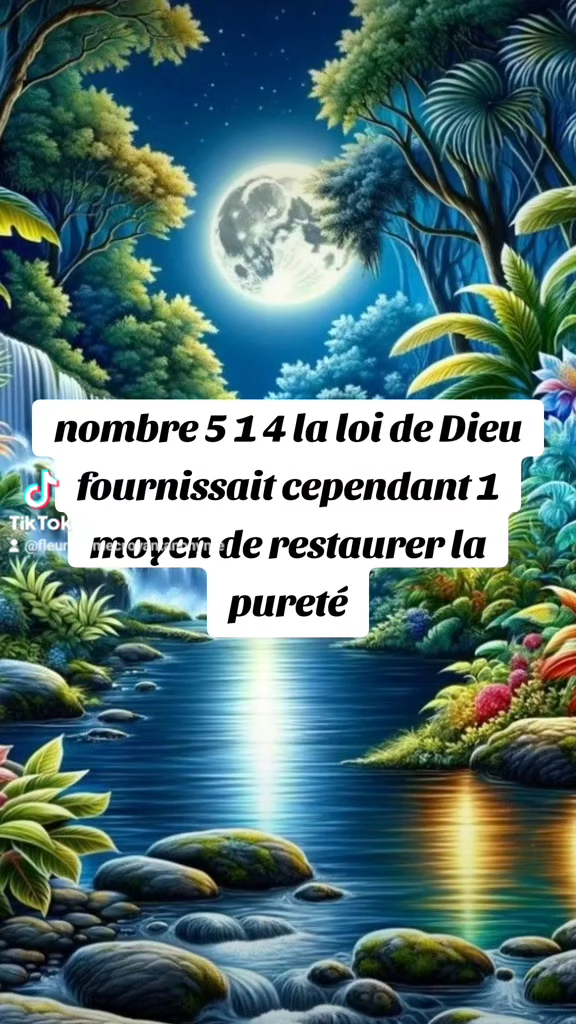 nombre 5 1 4 la loi de Dieu
fournissait cependant 1
moyen de restaurer la
pureté
TikTok